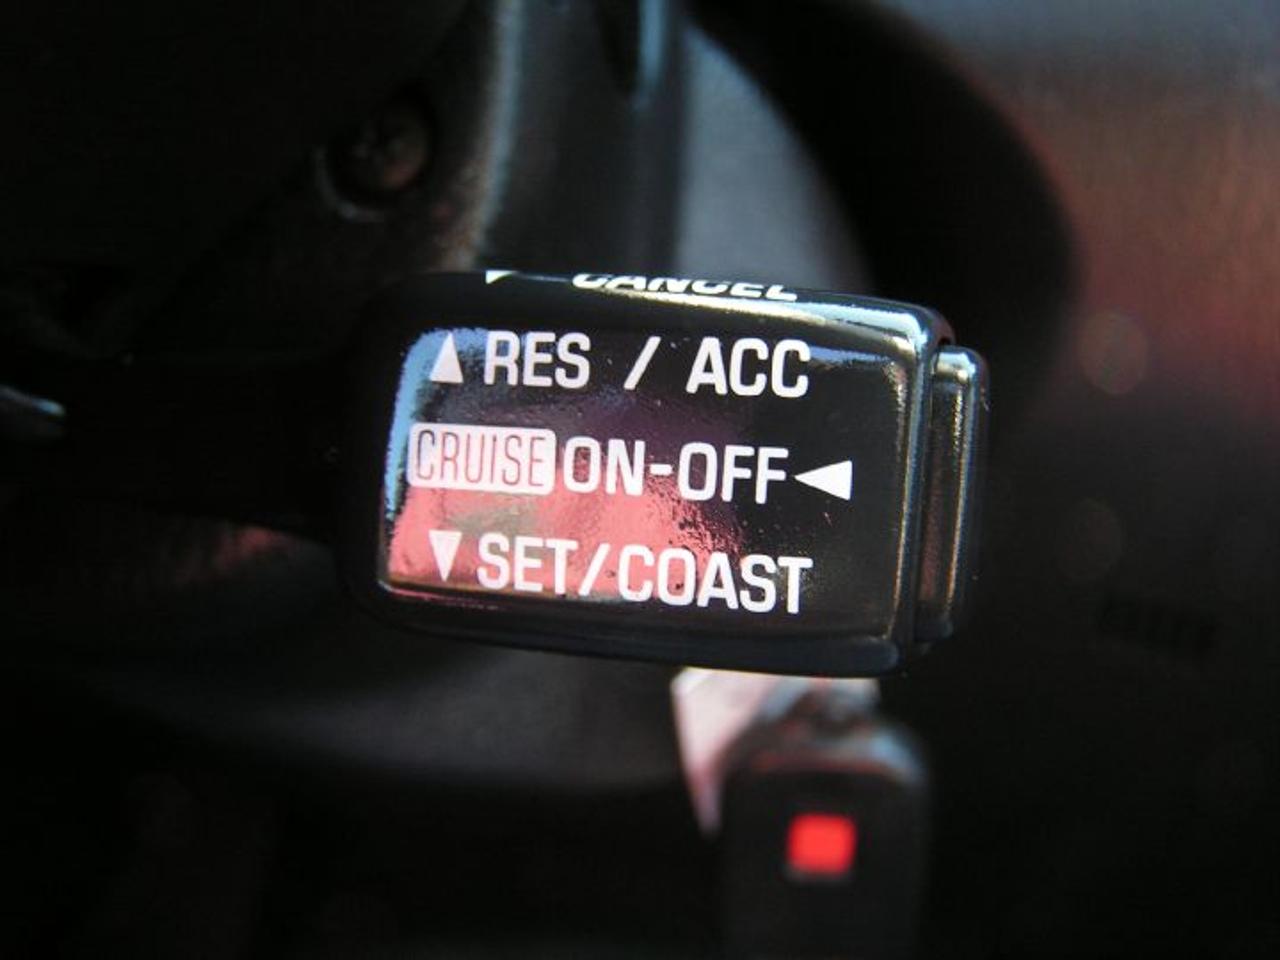 CANCEL
RES / ACC
CRUISE ON-OFF
SET/COAST